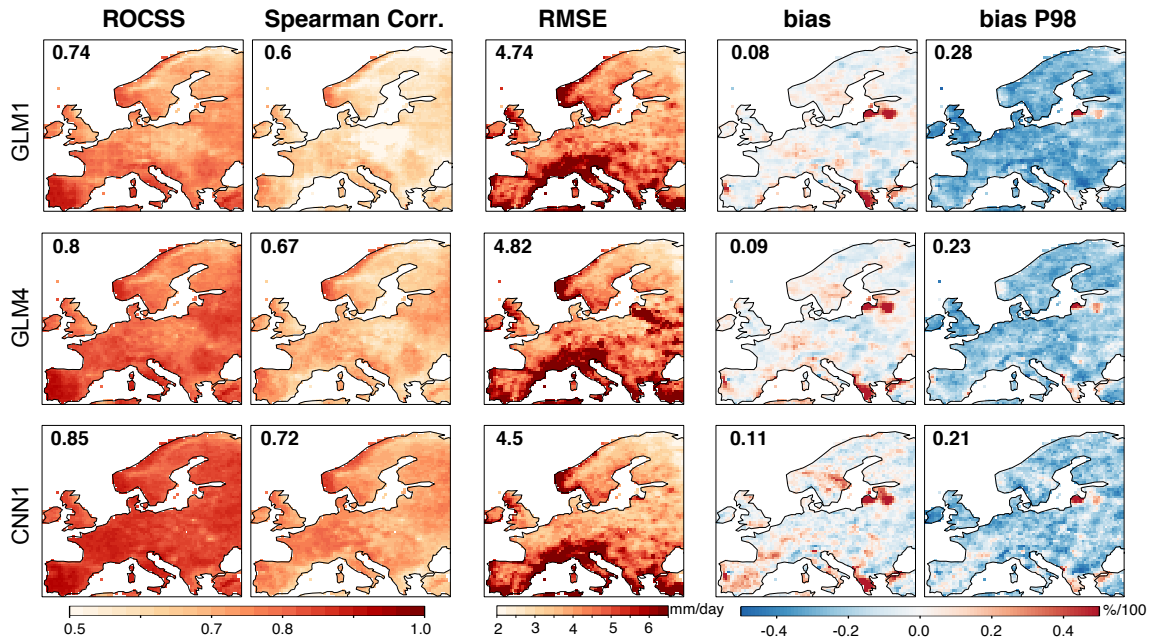 ROCSS Spearman Corr. RMSE bias bias P98
GLM1 0.74 0.6 4.74 0.08 0.28
GLM4 0.8 0.67 4.82 0.09 0.23
CNN1 0.85 0.72 4.5 0.11 0.21
0.5 0.7 0.8 1.0
mm/day
2 3 4 5 6
%/100
-0.4 -0.2 0.0 0.2 0.4